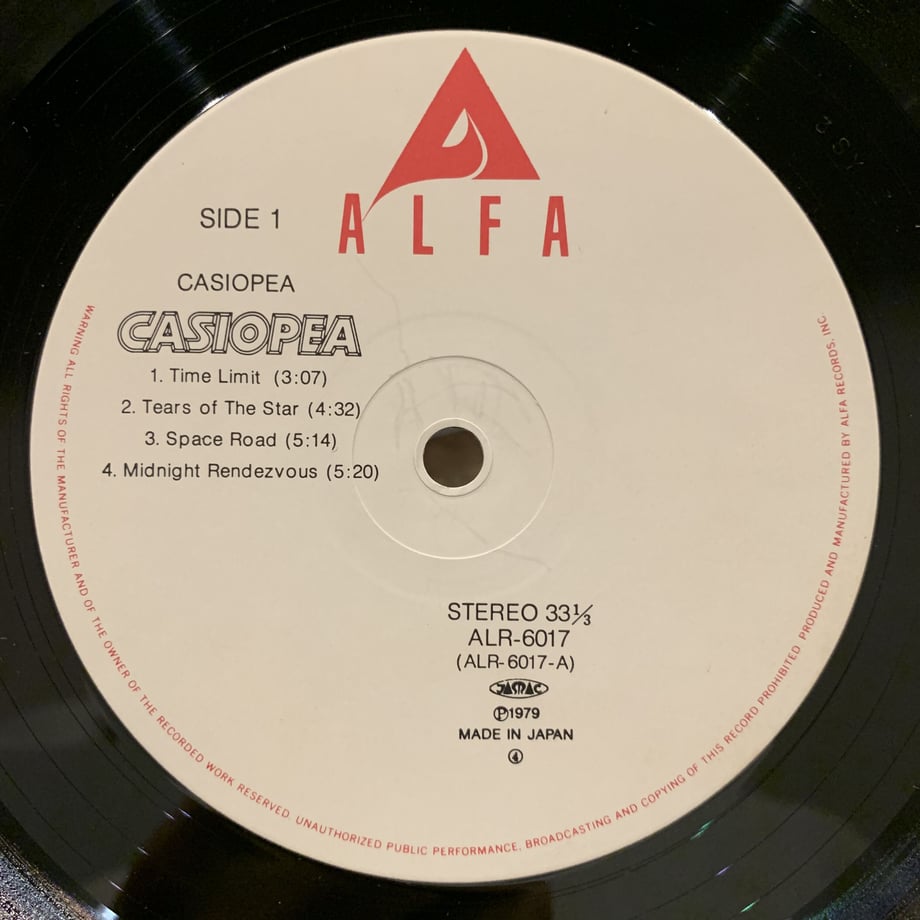 ALFA
SIDE 1
CASIOPEA
CASIOPEA
1. Time Limit (3:07)
2. Tears of The Star (4:32)
3. Space Road (5:14)
4. Midnight Rendezvous (5:20)
STEREO 33⅓
ALR-6017
(ALR-6017-A)
JASRAC
Ⓟ1979
MADE IN JAPAN
④
WARNING ALL RIGHTS OF THE MANUFACTURER AND OF THE OWNER OF THE RECORDED WORK RESERVED. UNAUTHORIZED PUBLIC PERFORMANCE, BROADCASTING AND COPYING OF THIS RECORD PROHIBITED. PRODUCED AND MANUFACTURED BY ALFA RECORDS, INC.